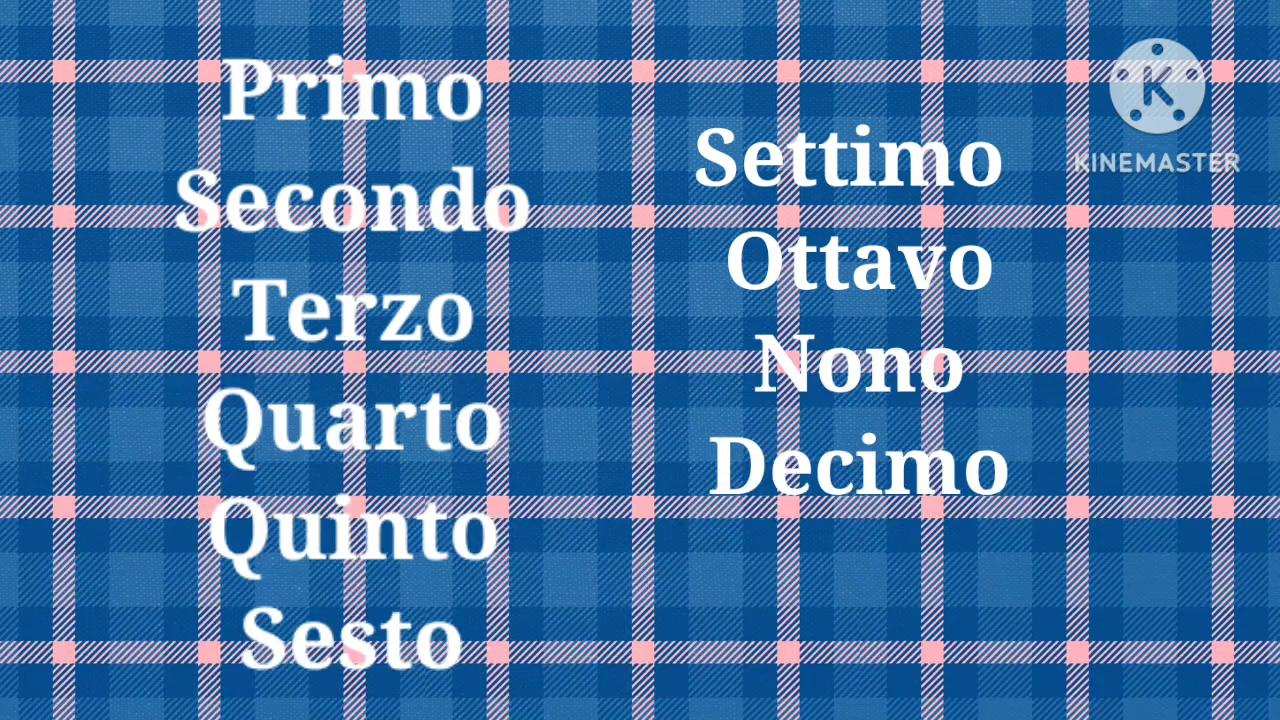 Primo
Secondo
Terzo
Quarto
Quinto
Sesto
Settimo
Ottavo
Nono
Decimo
K
KINEMASTER